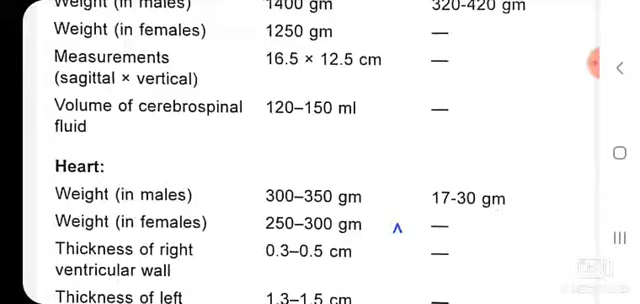 Weight (in males) 1400 gm 320-420 gm
Weight (in females) 1250 gm —
Measurements 16.5 × 12.5 cm —
(sagittal × vertical)
Volume of cerebrospinal 120–150 ml —
fluid
Heart:
Weight (in males) 300–350 gm 17-30 gm
Weight (in females) 250–300 gm —
Thickness of right 0.3–0.5 cm —
ventricular wall
Thickness of left 1.3–1.5 cm —